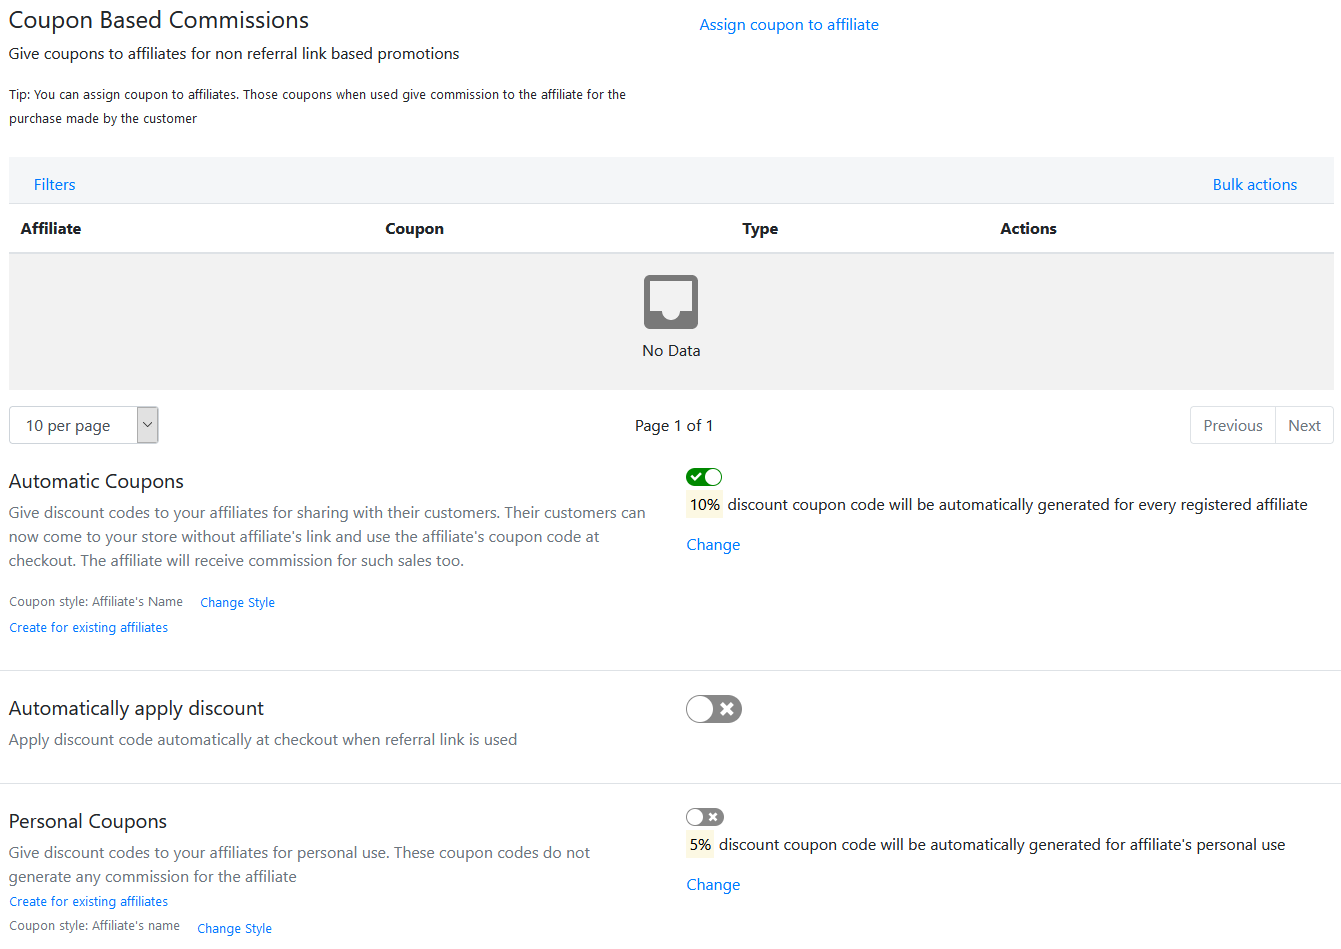 Coupon Based Commissions
Assign coupon to affiliate
Give coupons to affiliates for non referral link based promotions
Tip: You can assign coupon to affiliates. Those coupons when used give commission to the affiliate for the
purchase made by the customer
Filters
Bulk actions
Affiliate Coupon Type Actions
No Data
10 per page
Page 1 of 1
Previous Next
Automatic Coupons
Give discount codes to your affiliates for sharing with their customers. Their customers can
now come to your store without affiliate's link and use the affiliate's coupon code at
checkout. The affiliate will receive commission for such sales too.
Coupon style: Affiliate's Name Change Style
Create for existing affiliates
10% discount coupon code will be automatically generated for every registered affiliate
Change
Automatically apply discount
Apply discount code automatically at checkout when referral link is used
Personal Coupons
Give discount codes to your affiliates for personal use. These coupon codes do not
generate any commission for the affiliate
Create for existing affiliates
Coupon style: Affiliate's name Change Style
5% discount coupon code will be automatically generated for affiliate's personal use
Change